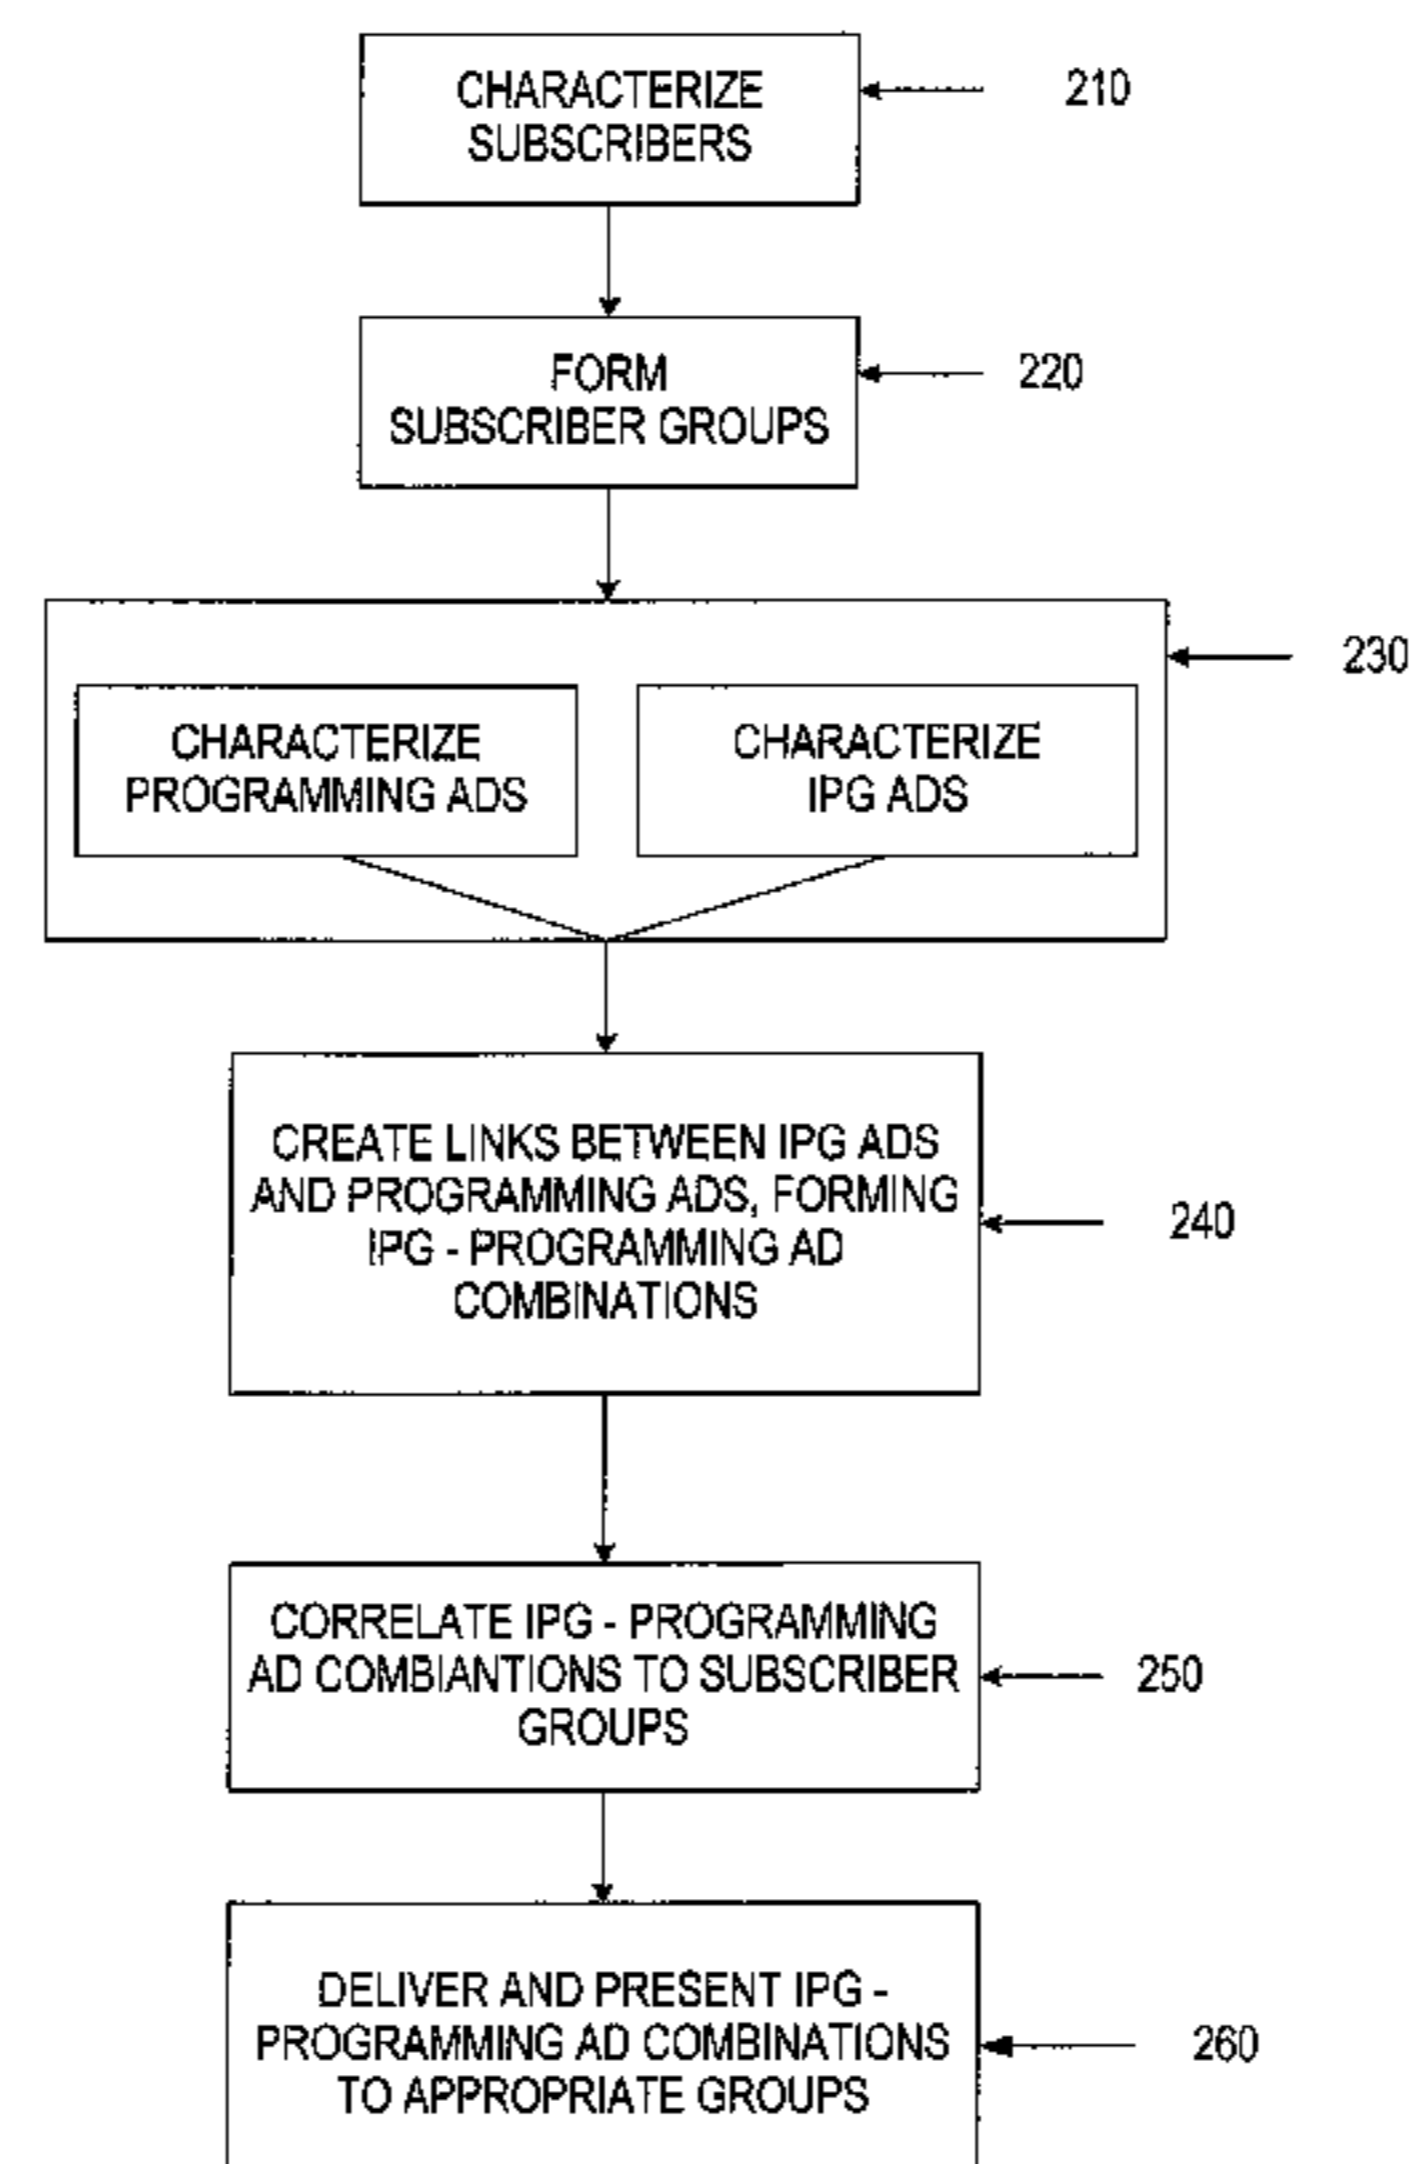 CHARACTERIZE
SUBSCRIBERS
210
FORM
SUBSCRIBER GROUPS
220
230
CHARACTERIZE
PROGRAMMING ADS
CHARACTERIZE
IPG ADS
CREATE LINKS BETWEEN IPG ADS
AND PROGRAMMING ADS, FORMING
IPG - PROGRAMMING AD
COMBINATIONS
240
CORRELATE IPG - PROGRAMMING
AD COMBIANTIONS TO SUBSCRIBER
GROUPS
250
DELIVER AND PRESENT IPG -
PROGRAMMING AD COMBINATIONS
TO APPROPRIATE GROUPS
260